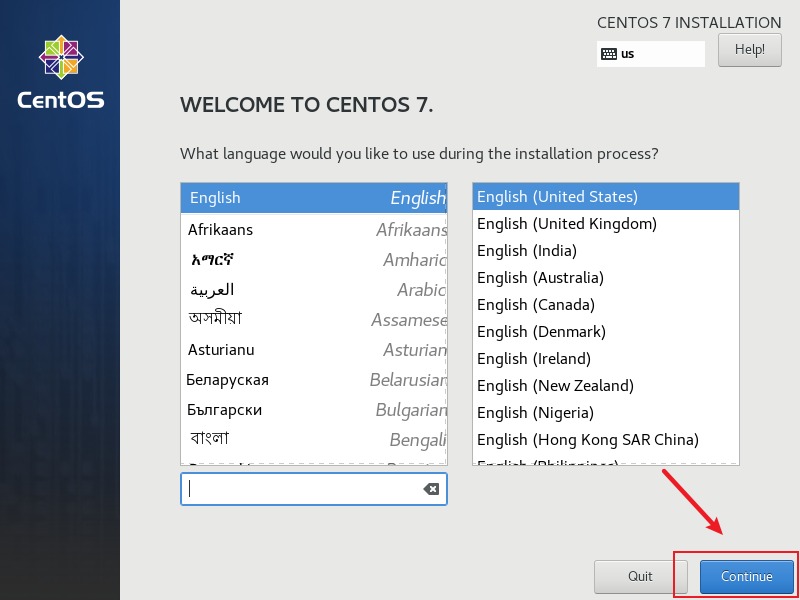 CENTOS 7 INSTALLATION
us
Help!
CentOS
WELCOME TO CENTOS 7.
What language would you like to use during the installation process?
English English
Afrikaans Afrikaans
አማርኛ Amharic
العربية Arabic
অসমীয়া Assamese
Asturianu Asturian
Беларуская Belarusian
Български Bulgarian
বাংলা Bengali
English (United States)
English (United Kingdom)
English (India)
English (Australia)
English (Canada)
English (Denmark)
English (Ireland)
English (New Zealand)
English (Nigeria)
English (Hong Kong SAR China)
English (Philippines)
Quit
Continue